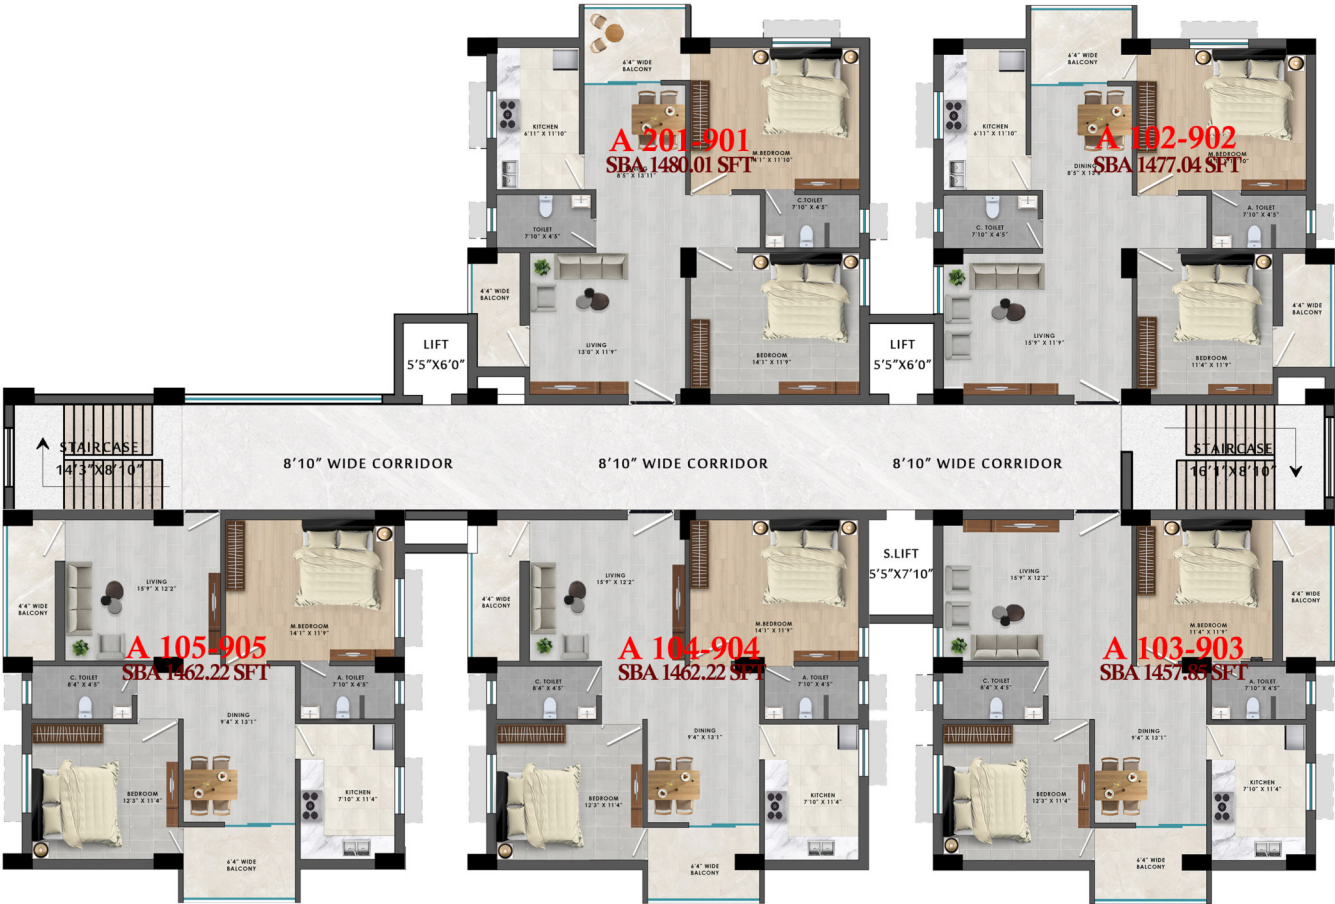 6'4" WIDE
BALCONY
KITCHEN
6'11" X 11'10"
A 201-901
SBA 1480.01 SFT
M.BEDROOM
14'1" X 11'10"
8'5" X 13'11"
C.TOILET
7'10" X 4'5"
TOILET
7'10" X 4'5"
4'4" WIDE
BALCONY
LIVING
13'0" X 11'9"
BEDROOM
14'1" X 11'9"
6'4" WIDE
BALCONY
KITCHEN
6'11" X 11'10"
A 102-902
SBA 1477.04 SFT
M.BEDROOM
DINING
A. TOILET
7'10" X 4'5"
C. TOILET
7'10" X 4'5"
4'4" WIDE
BALCONY
LIVING
15'9" X 11'9"
BEDROOM
11'4" X 11'9"
LIFT
5'5"X6'0"
LIFT
5'5"X6'0"
STAIRCASE
14'3"X8'10"
8'10" WIDE CORRIDOR
8'10" WIDE CORRIDOR
8'10" WIDE CORRIDOR
STAIRCASE
16'1"X8'10"
4'4" WIDE
BALCONY
LIVING
15'9" X 12'2"
M.BEDROOM
14'1" X 11'9"
A 105-905
SBA 1462.22 SFT
C. TOILET
8'4" X 4'5"
A. TOILET
7'10" X 4'5"
DINING
9'4" X 13'1"
BEDROOM
12'3" X 11'4"
KITCHEN
7'10" X 11'4"
6'4" WIDE
BALCONY
4'4" WIDE
BALCONY
LIVING
15'9" X 12'2"
M.BEDROOM
14'1" X 11'9"
A 104-904
SBA 1462.22 SFT
C. TOILET
8'4" X 4'5"
A. TOILET
7'10" X 4'5"
DINING
9'4" X 13'1"
BEDROOM
12'3" X 11'4"
KITCHEN
7'10" X 11'4"
6'4" WIDE
BALCONY
S.LIFT
5'5"X7'10"
LIVING
15'9" X 12'2"
M.BEDROOM
11'4" X 11'9"
4'4" WIDE
BALCONY
A 103-903
SBA 1457.85 SFT
C. TOILET
8'4" X 4'5"
A. TOILET
7'10" X 4'5"
DINING
9'4" X 13'1"
BEDROOM
12'3" X 11'4"
KITCHEN
7'10" X 11'4"
6'4" WIDE
BALCONY